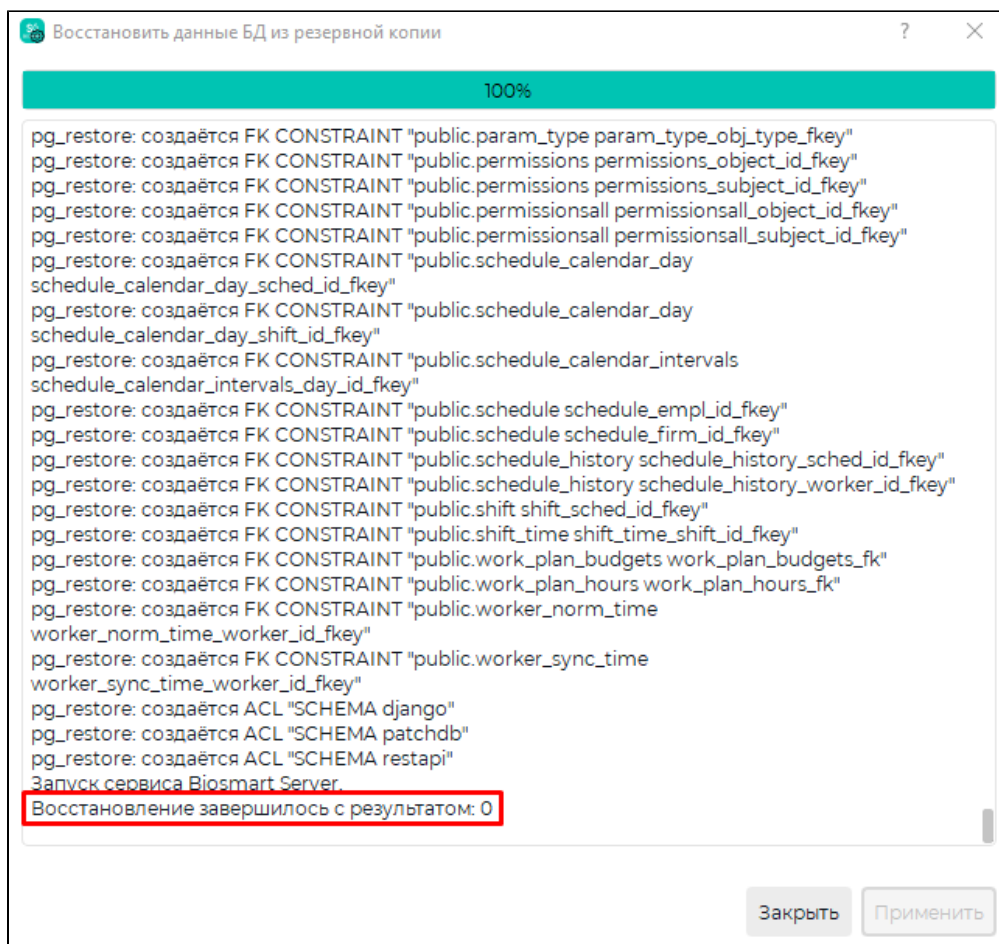 Восстановить данные БД из резервной копии
?
100%
pg_restore: создаётся FK CONSTRAINT "public.param_type param_type_obj_type_fkey"
pg_restore: создаётся FK CONSTRAINT "public.permissions permissions_object_id_fkey"
pg_restore: создаётся FK CONSTRAINT "public.permissions permissions_subject_id_fkey"
pg_restore: создаётся FK CONSTRAINT "public.permissionsall permissionsall_object_id_fkey"
pg_restore: создаётся FK CONSTRAINT "public.permissionsall permissionsall_subject_id_fkey"
pg_restore: создаётся FK CONSTRAINT "public.schedule_calendar_day
schedule_calendar_day_sched_id_fkey"
pg_restore: создаётся FK CONSTRAINT "public.schedule_calendar_day
schedule_calendar_day_shift_id_fkey"
pg_restore: создаётся FK CONSTRAINT "public.schedule_calendar_intervals
schedule_calendar_intervals_day_id_fkey"
pg_restore: создаётся FK CONSTRAINT "public.schedule schedule_empl_id_fkey"
pg_restore: создаётся FK CONSTRAINT "public.schedule schedule_firm_id_fkey"
pg_restore: создаётся FK CONSTRAINT "public.schedule_history schedule_history_sched_id_fkey"
pg_restore: создаётся FK CONSTRAINT "public.schedule_history schedule_history_worker_id_fkey"
pg_restore: создаётся FK CONSTRAINT "public.shift shift_sched_id_fkey"
pg_restore: создаётся FK CONSTRAINT "public.shift_time shift_time_shift_id_fkey"
pg_restore: создаётся FK CONSTRAINT "public.work_plan_budgets work_plan_budgets_fk"
pg_restore: создаётся FK CONSTRAINT "public.work_plan_hours work_plan_hours_fk"
pg_restore: создаётся FK CONSTRAINT "public.worker_norm_time
worker_norm_time_worker_id_fkey"
pg_restore: создаётся FK CONSTRAINT "public.worker_sync_time
worker_sync_time_worker_id_fkey"
pg_restore: создаётся ACL "SCHEMA django"
pg_restore: создаётся ACL "SCHEMA patchdb"
pg_restore: создаётся ACL "SCHEMA restapi"
Запуск сервиса Biosmart Server.
Восстановление завершилось с результатом: 0
Закрыть
Применить